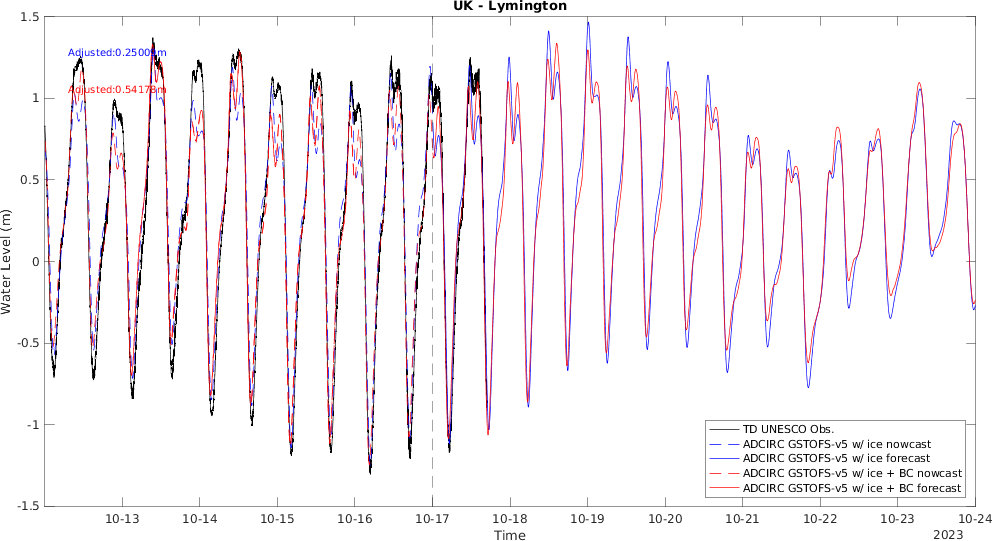 UK - Lymington
1.5
1
0.5
0
-0.5
-1
-1.5
Water Level (m)
Adjusted:0.25009m
Adjusted:0.54178m
TD UNESCO Obs.
ADCIRC GSTOFS-v5 w/ ice nowcast
ADCIRC GSTOFS-v5 w/ ice forecast
ADCIRC GSTOFS-v5 w/ ice + BC nowcast
ADCIRC GSTOFS-v5 w/ ice + BC forecast
10-13 10-14 10-15 10-16 10-17 10-18 10-19 10-20 10-21 10-22 10-23 10-24
Time
2023